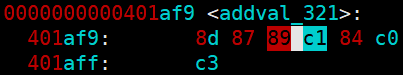 0000000000401af9 <addval_321>:
401af9: 8d 87 89 c1 84 c0
401aff: c3